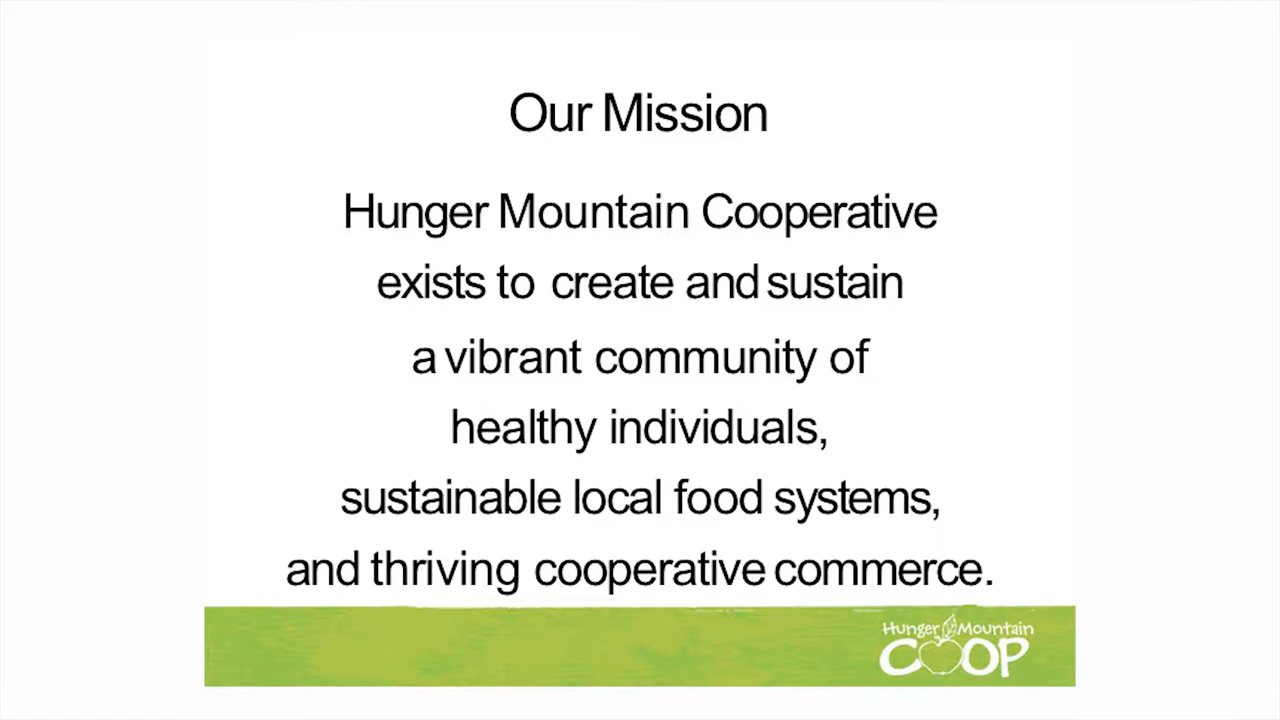 Our Mission
Hunger Mountain Cooperative
exists to create and sustain
a vibrant community of
healthy individuals,
sustainable local food systems,
and thriving cooperative commerce.
Hunger Mountain
COOP